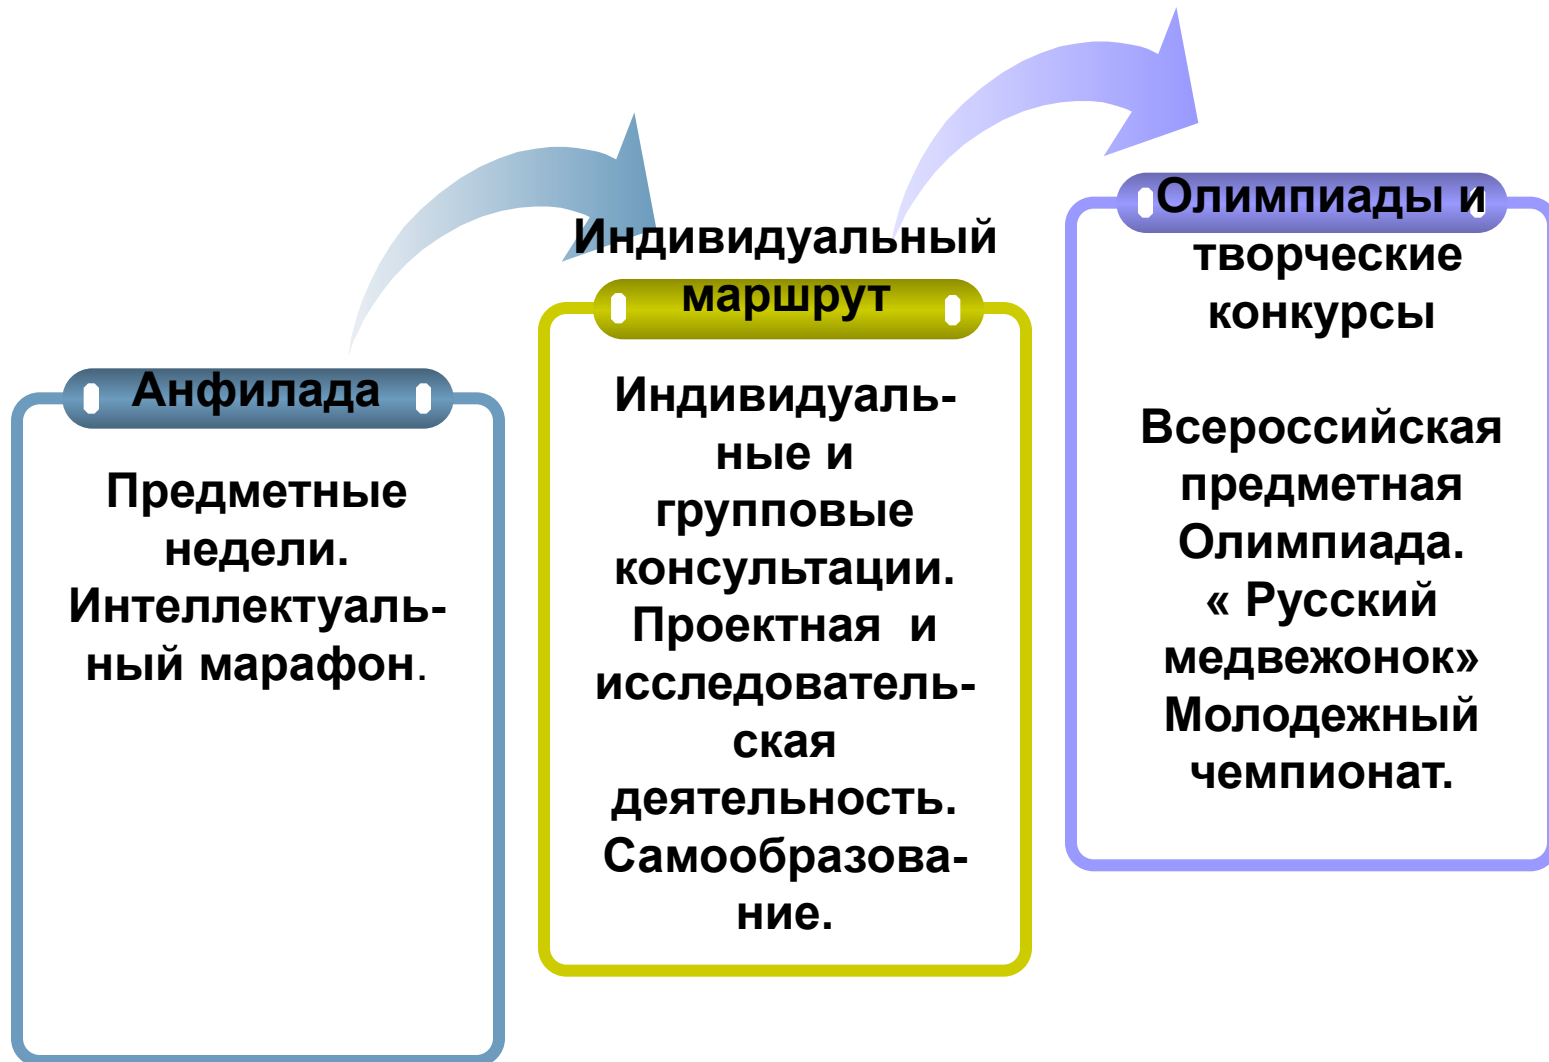 Анфилада
Предметные
недели.
Интеллектуаль-
ный марафон.
Индивидуальный
маршрут
Индивидуаль-
ные и
групповые
консультации.
Проектная и
исследователь-
ская
деятельность.
Самообразова-
ние.
Олимпиады и
творческие
конкурсы
Всероссийская
предметная
Олимпиада.
« Русский
медвежонок»
Молодежный
чемпионат.